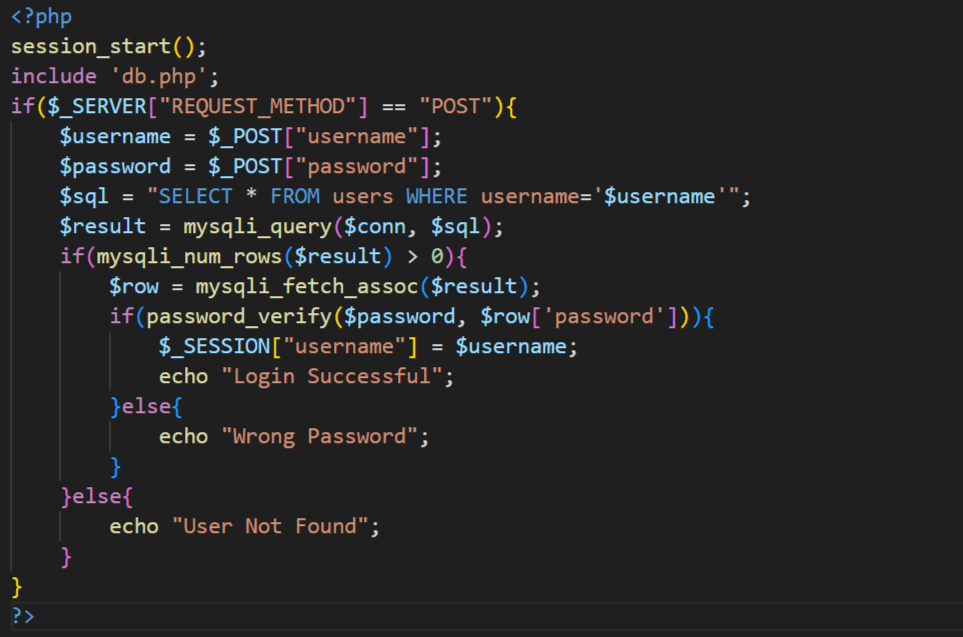 <?php
session_start();
include 'db.php';
if($_SERVER["REQUEST_METHOD"] == "POST"){
    $username = $_POST["username"];
    $password = $_POST["password"];
    $sql = "SELECT * FROM users WHERE username='$username'";
    $result = mysqli_query($conn, $sql);
    if(mysqli_num_rows($result) > 0){
        $row = mysqli_fetch_assoc($result);
        if(password_verify($password, $row['password'])){
            $_SESSION["username"] = $username;
            echo "Login Successful";
        }else{
            echo "Wrong Password";
        }
    }else{
        echo "User Not Found";
    }
}
?>